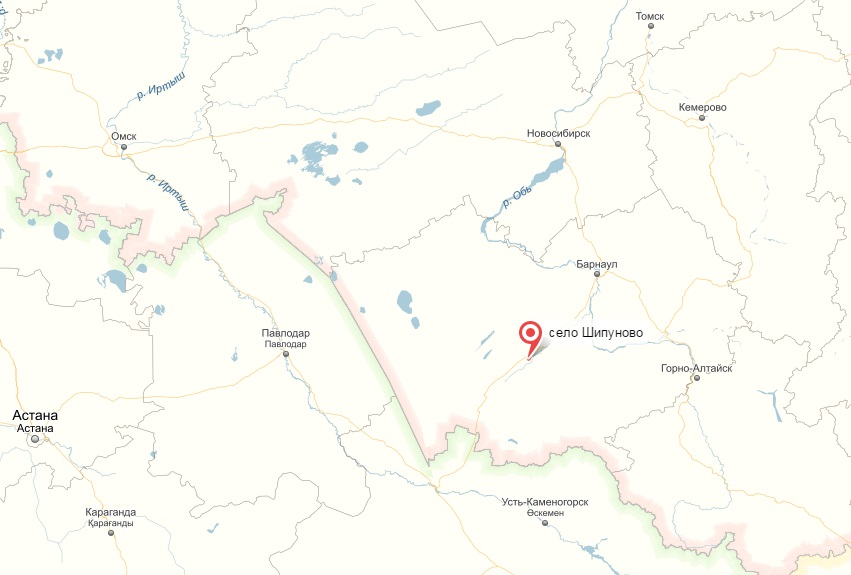 Томск
р. Иртыш
Кемерово
Омск
Новосибирск
р. Иртыш
р. Обь
Барнаул
село Шипуново
Павлодар
Павлодар
Горно-Алтайск
Астана
Астана
Усть-Каменогорск
Өскемен
Караганда
Қарағанды